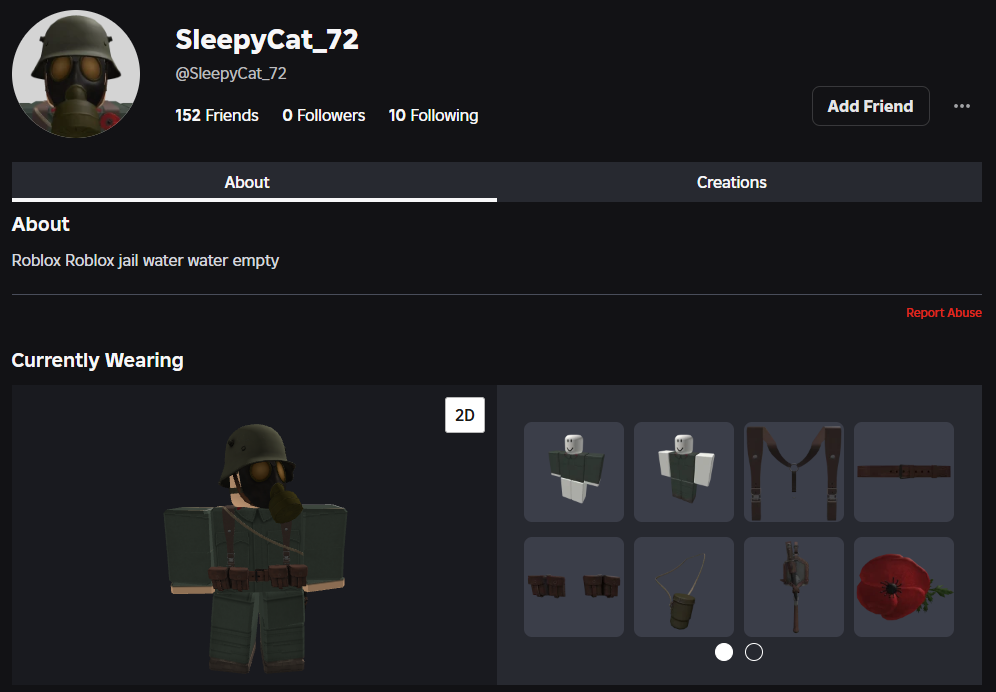 SleepyCat_72
@SleepyCat_72
152 Friends 0 Followers 10 Following
Add Friend
About Creations
About
Roblox Roblox jail water water empty
Report Abuse
Currently Wearing
2D